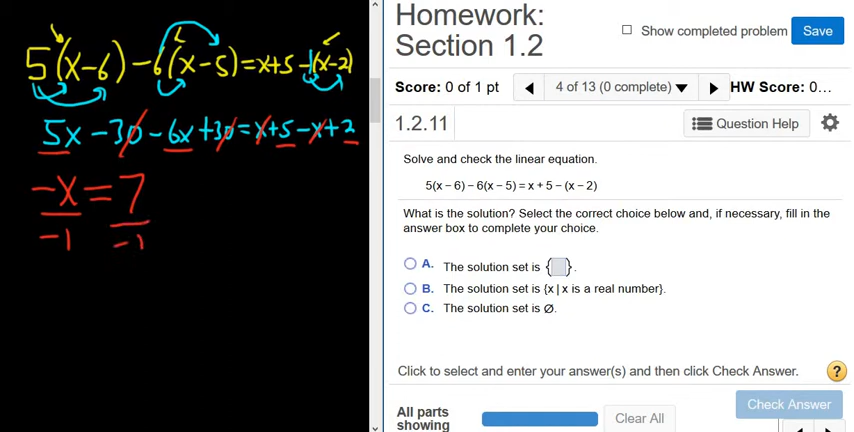 5(x-6)-6(x-5)=x+5-1(x-2)
5x-30-6x+30=x+5-x+2
-x=7
-1 -1
Homework:
Section 1.2
Show completed problem
Save
Score: 0 of 1 pt
4 of 13 (0 complete)
HW Score: 0...
1.2.11
Question Help
Solve and check the linear equation.
5(x – 6) – 6(x – 5) = x + 5 – (x – 2)
What is the solution? Select the correct choice below and, if necessary, fill in the
answer box to complete your choice.
A. The solution set is { }.
B. The solution set is {x | x is a real number}.
C. The solution set is Ø.
Click to select and enter your answer(s) and then click Check Answer.
?
Check Answer
All parts
showing
Clear All